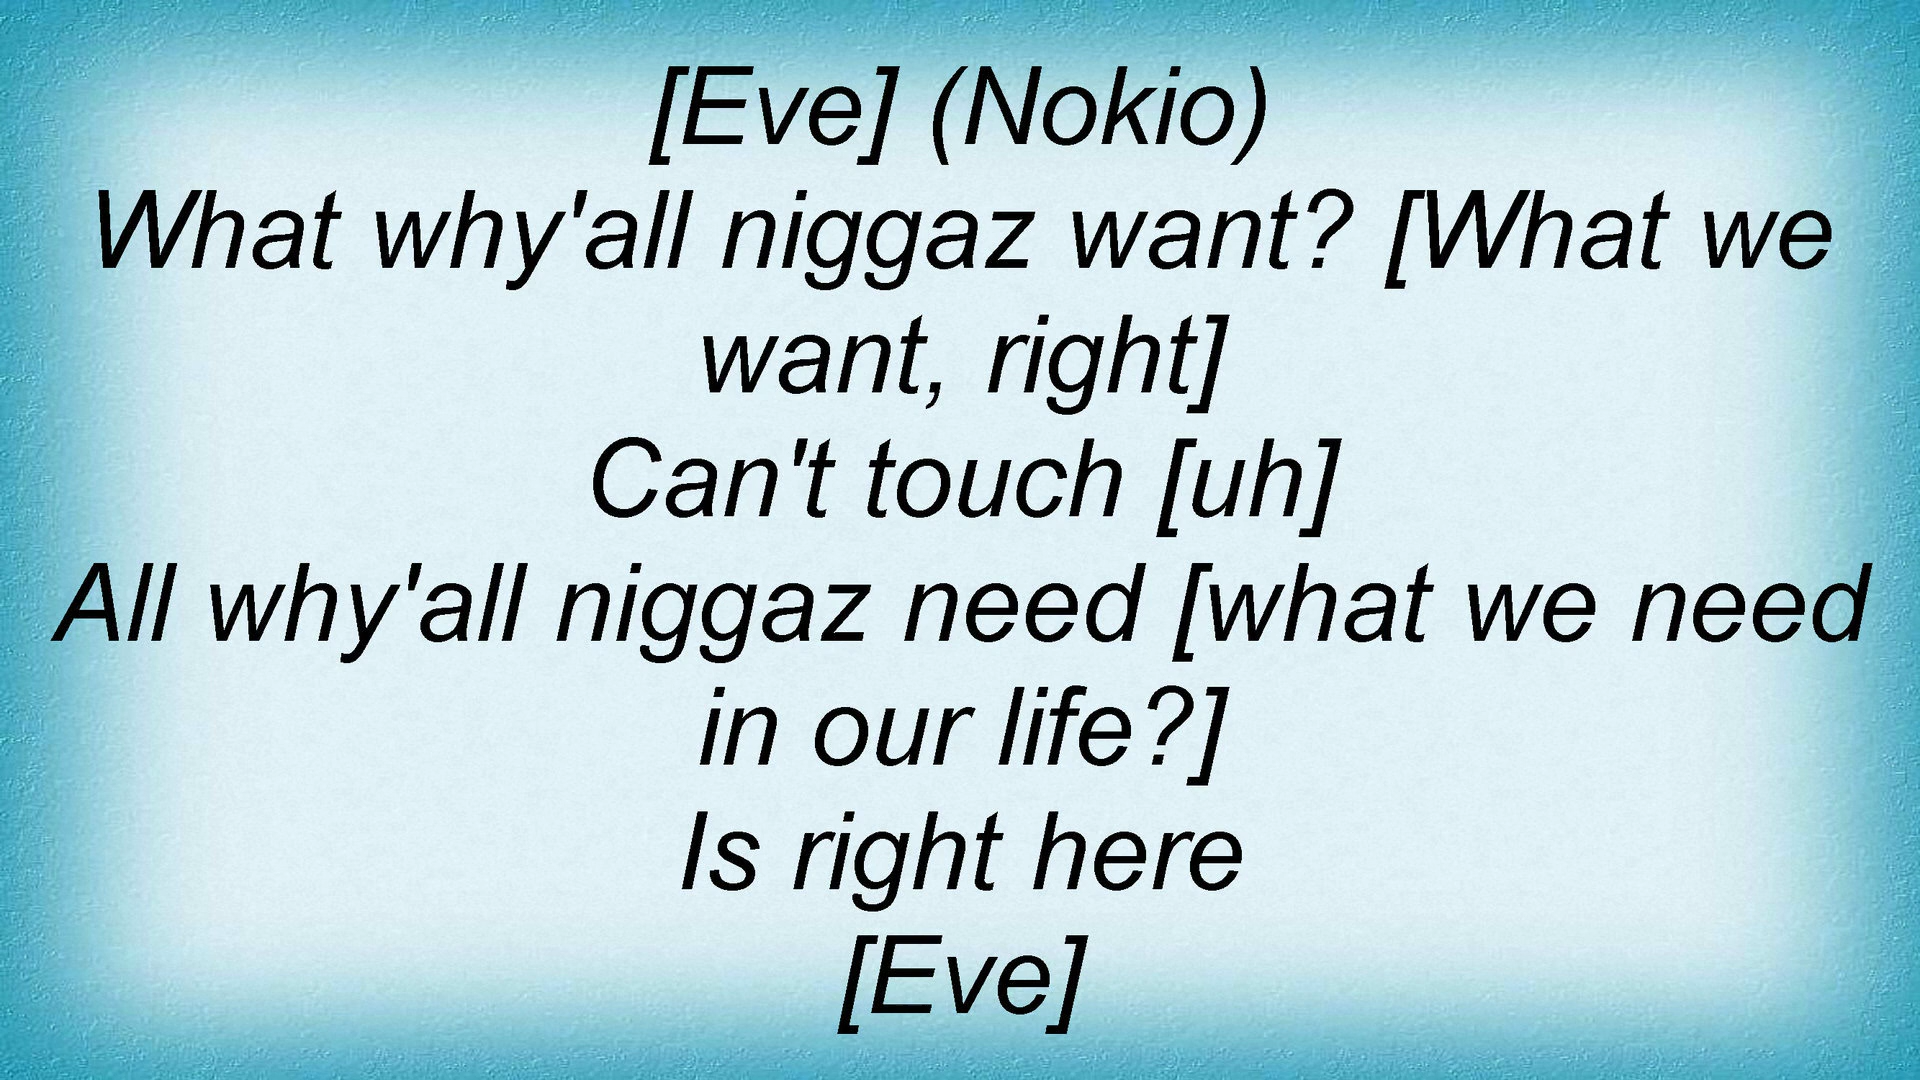 [Eve] (Nokio)
What why'all niggaz want? [What we
want, right]
Can't touch [uh]
All why'all niggaz need [what we need
in our life?]
Is right here
[Eve]